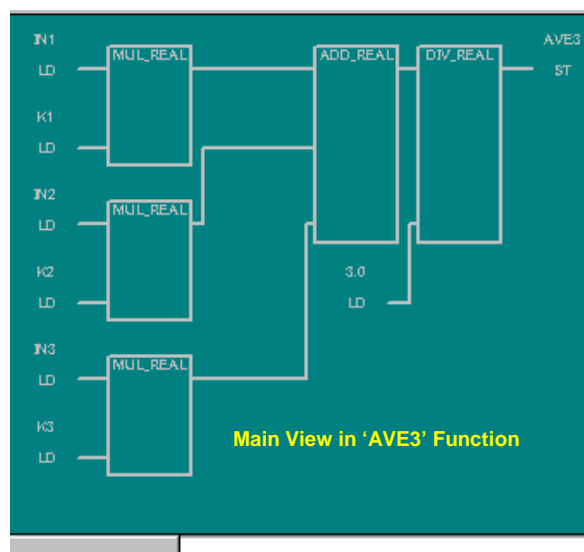 IN1
LD
MUL_REAL
ADD_REAL
DIV_REAL
AVE3
ST
K1
LD
IN2
LD
MUL_REAL
K2
LD
3.0
LD
IN3
LD
MUL_REAL
K3
LD
Main View in ‘AVE3’ Function